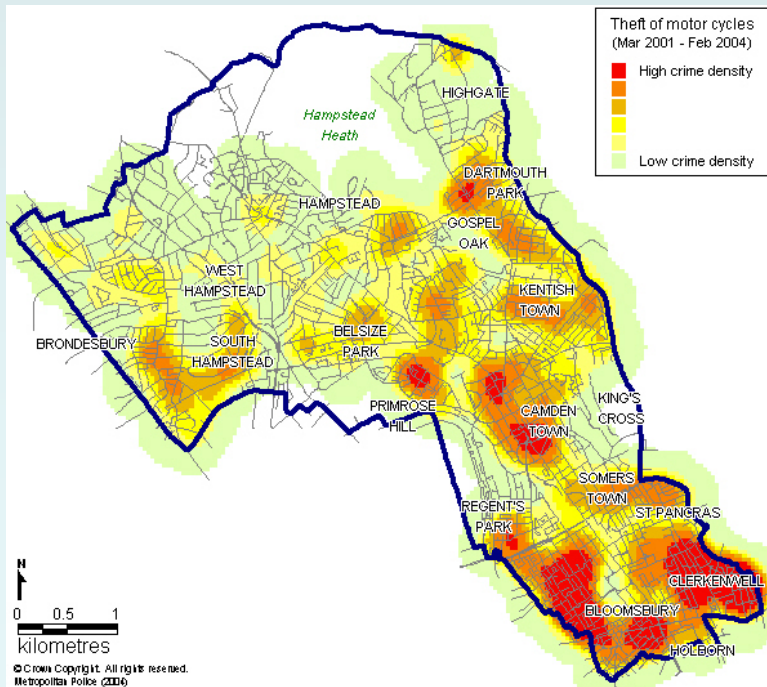 Theft of motor cycles
(Mar 2001 - Feb 2004)
High crime density
Low crime density
HIGHGATE
Hampstead
Heath
DARTMOUTH
PARK
HAMPSTEAD
GOSPEL
OAK
WEST
HAMPSTEAD
KENTISH
TOWN
BRONDESBURY
SOUTH
HAMPSTEAD
BELSIZE
PARK
PRIMROSE
HILL
CAMDEN
TOWN
KING'S
CROSS
SOMERS
TOWN
REGENT'S
PARK
ST PANCRAS
CLERKENWELL
BLOOMSBURY
HOLBORN
N
0 0.5 1
kilometres
© Crown Copyright. All rights reserved.
Metropolitan Police (2004)